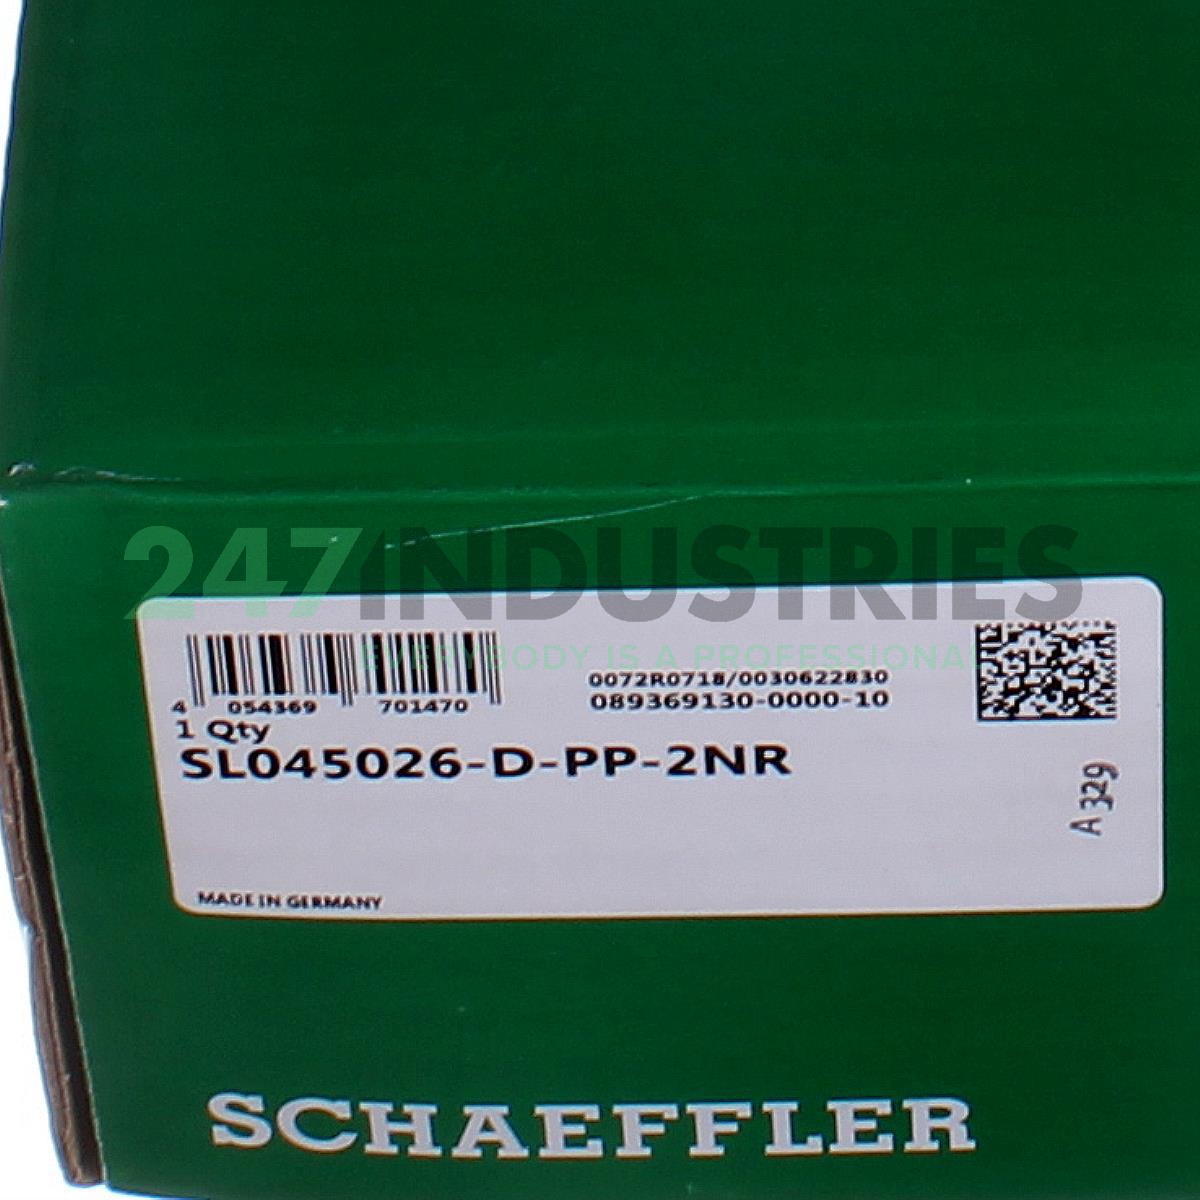 247INDUSTRIES
EVERYBODY IS A PROFESSIONAL
4 054369 701470
0072R0718/0030622830
089369130-0000-10
1 Qty
SL045026-D-PP-2NR
A 329
MADE IN GERMANY
SCHAEFFLER